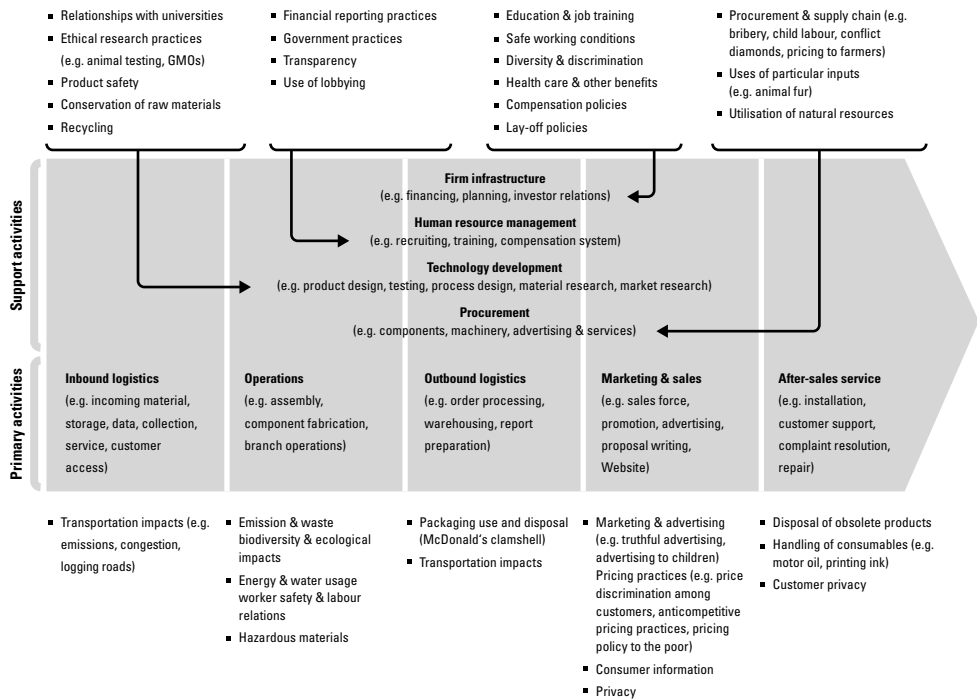 ▪ Relationships with universities
▪ Ethical research practices
(e.g. animal testing, GMOs)
▪ Product safety
▪ Conservation of raw materials
▪ Recycling
▪ Financial reporting practices
▪ Government practices
▪ Transparency
▪ Use of lobbying
▪ Education & job training
▪ Safe working conditions
▪ Diversity & discrimination
▪ Health care & other benefits
▪ Compensation policies
▪ Lay-off policies
▪ Procurement & supply chain (e.g.
bribery, child labour, conflict
diamonds, pricing to farmers)
▪ Uses of particular inputs
(e.g. animal fur)
▪ Utilisation of natural resources
Support activities
Firm infrastructure
(e.g. financing, planning, investor relations)
Human resource management
(e.g. recruiting, training, compensation system)
Technology development
(e.g. product design, testing, process design, material research, market research)
Procurement
(e.g. components, machinery, advertising & services)
Primary activities
Inbound logistics
(e.g. incoming material,
storage, data, collection,
service, customer
access)
Operations
(e.g. assembly,
component fabrication,
branch operations)
Outbound logistics
(e.g. order processing,
warehousing, report
preparation)
Marketing & sales
(e.g. sales force,
promotion, advertising,
proposal writing,
Website)
After-sales service
(e.g. installation,
customer support,
complaint resolution,
repair)
▪ Transportation impacts (e.g.
emissions, congestion,
logging roads)
▪ Emission & waste
biodiversity & ecological
impacts
▪ Energy & water usage
worker safety & labour
relations
▪ Hazardous materials
▪ Packaging use and disposal
(McDonald's clamshell)
▪ Transportation impacts
▪ Marketing & advertising
(e.g. truthful advertising,
advertising to children)
Pricing practices (e.g. price
discrimination among
customers, anticompetitive
pricing practices, pricing
policy to the poor)
▪ Consumer information
▪ Privacy
▪ Disposal of obsolete products
▪ Handling of consumables (e.g.
motor oil, printing ink)
▪ Customer privacy